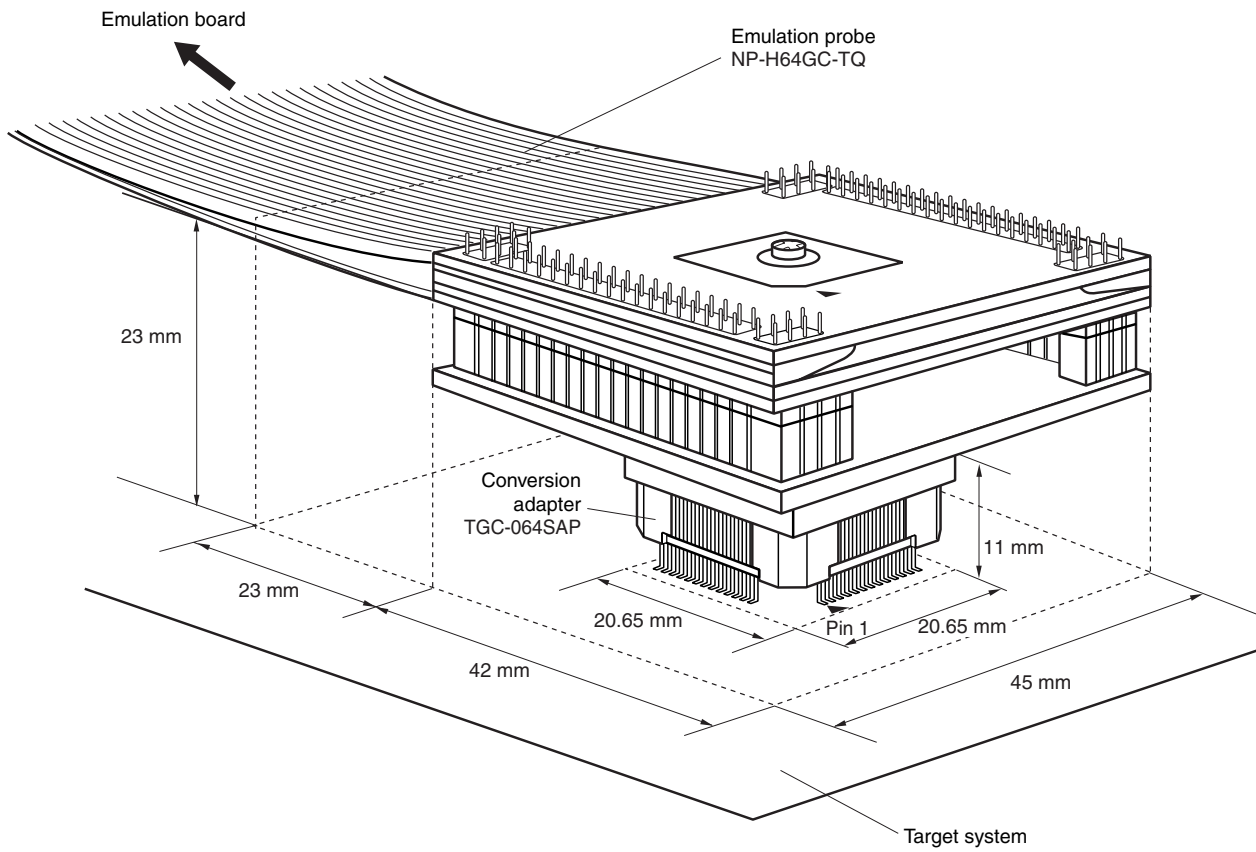 Emulation board
Emulation probe
NP-H64GC-TQ
23 mm
Conversion
adapter
TGC-064SAP
11 mm
23 mm
20.65 mm
Pin 1
20.65 mm
42 mm
45 mm
Target system